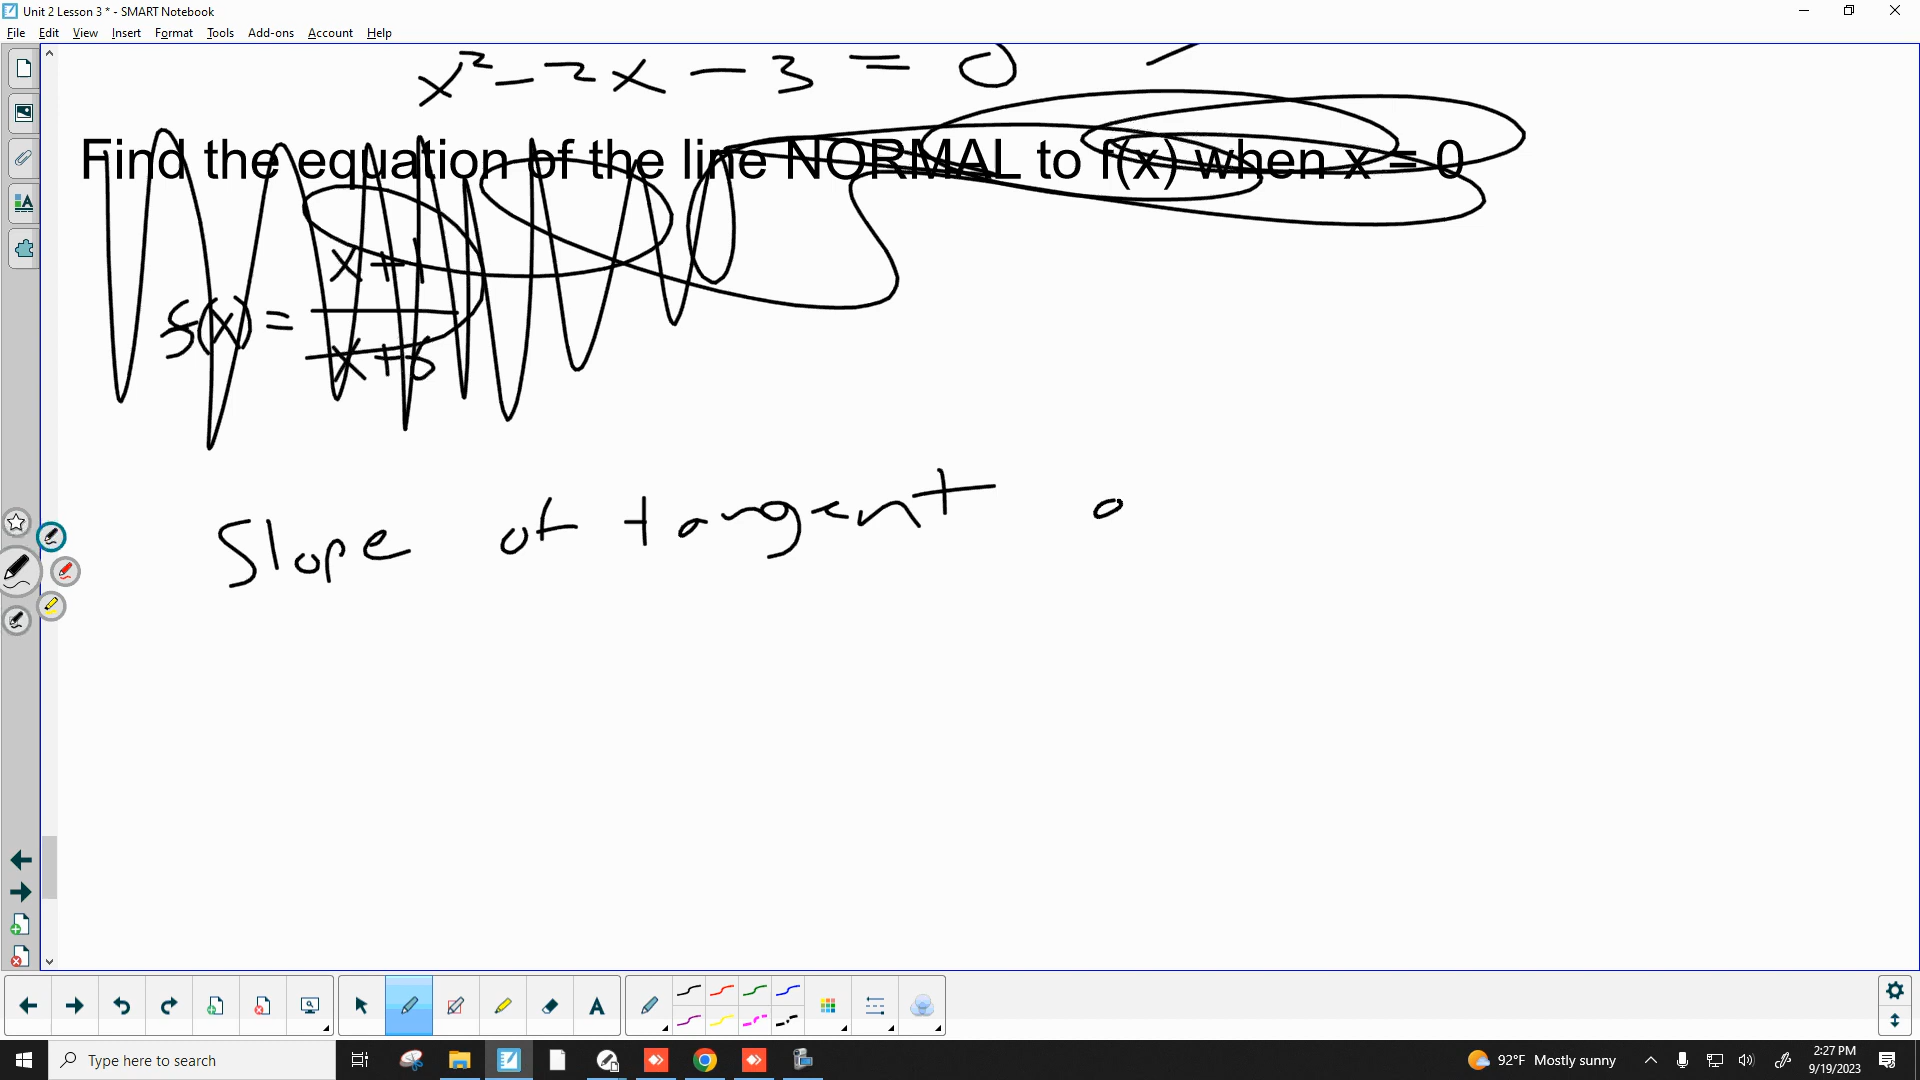 Unit 2 Lesson 3 * - SMART Notebook
File Edit View Insert Format Tools Add-ons Account Help
x² - 2x - 3 = 0
Find the equation of the line NORMAL to f(x) when x = 0
x+1
f(x) =
x+6
Slope of tangent o
A
A
Type here to search
92°F Mostly sunny
2:27 PM
9/19/2023